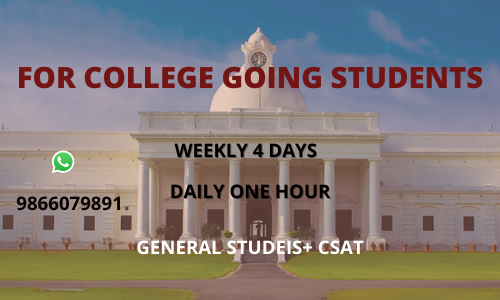 FOR COLLEGE GOING STUDENTS
WEEKLY 4 DAYS
DAILY ONE HOUR
9866079891.
GENERAL STUDEIS+ CSAT